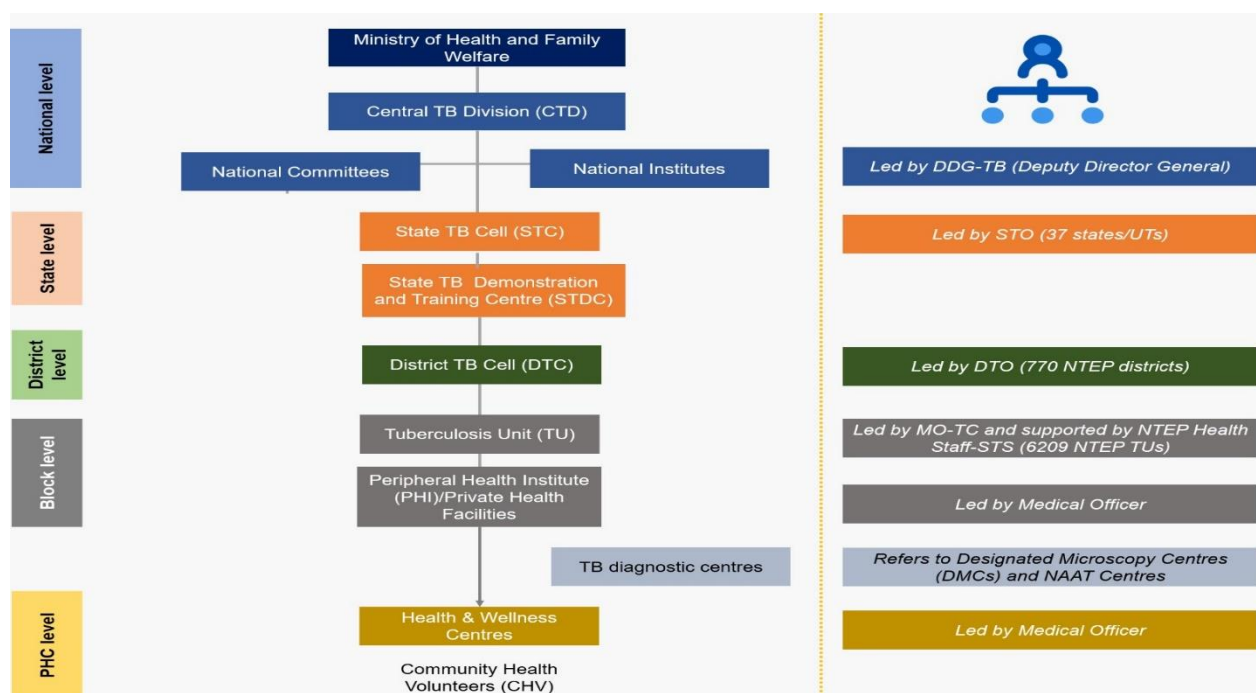 National level
Ministry of Health and Family
Welfare
Central TB Division (CTD)
National Committees
National Institutes
Led by DDG-TB (Deputy Director General)
State level
State TB Cell (STC)
Led by STO (37 states/UTs)
State TB Demonstration
and Training Centre (STDC)
District
level
District TB Cell (DTC)
Led by DTO (770 NTEP districts)
Block level
Tuberculosis Unit (TU)
Led by MO-TC and supported by NTEP Health
Staff-STS (6209 NTEP TUs)
Peripheral Health Institute
(PHI)/Private Health
Facilities
Led by Medical Officer
TB diagnostic centres
Refers to Designated Microscopy Centres
(DMCs) and NAAT Centres
PHC level
Health & Wellness
Centres
Led by Medical Officer
Community Health
Volunteers (CHV)